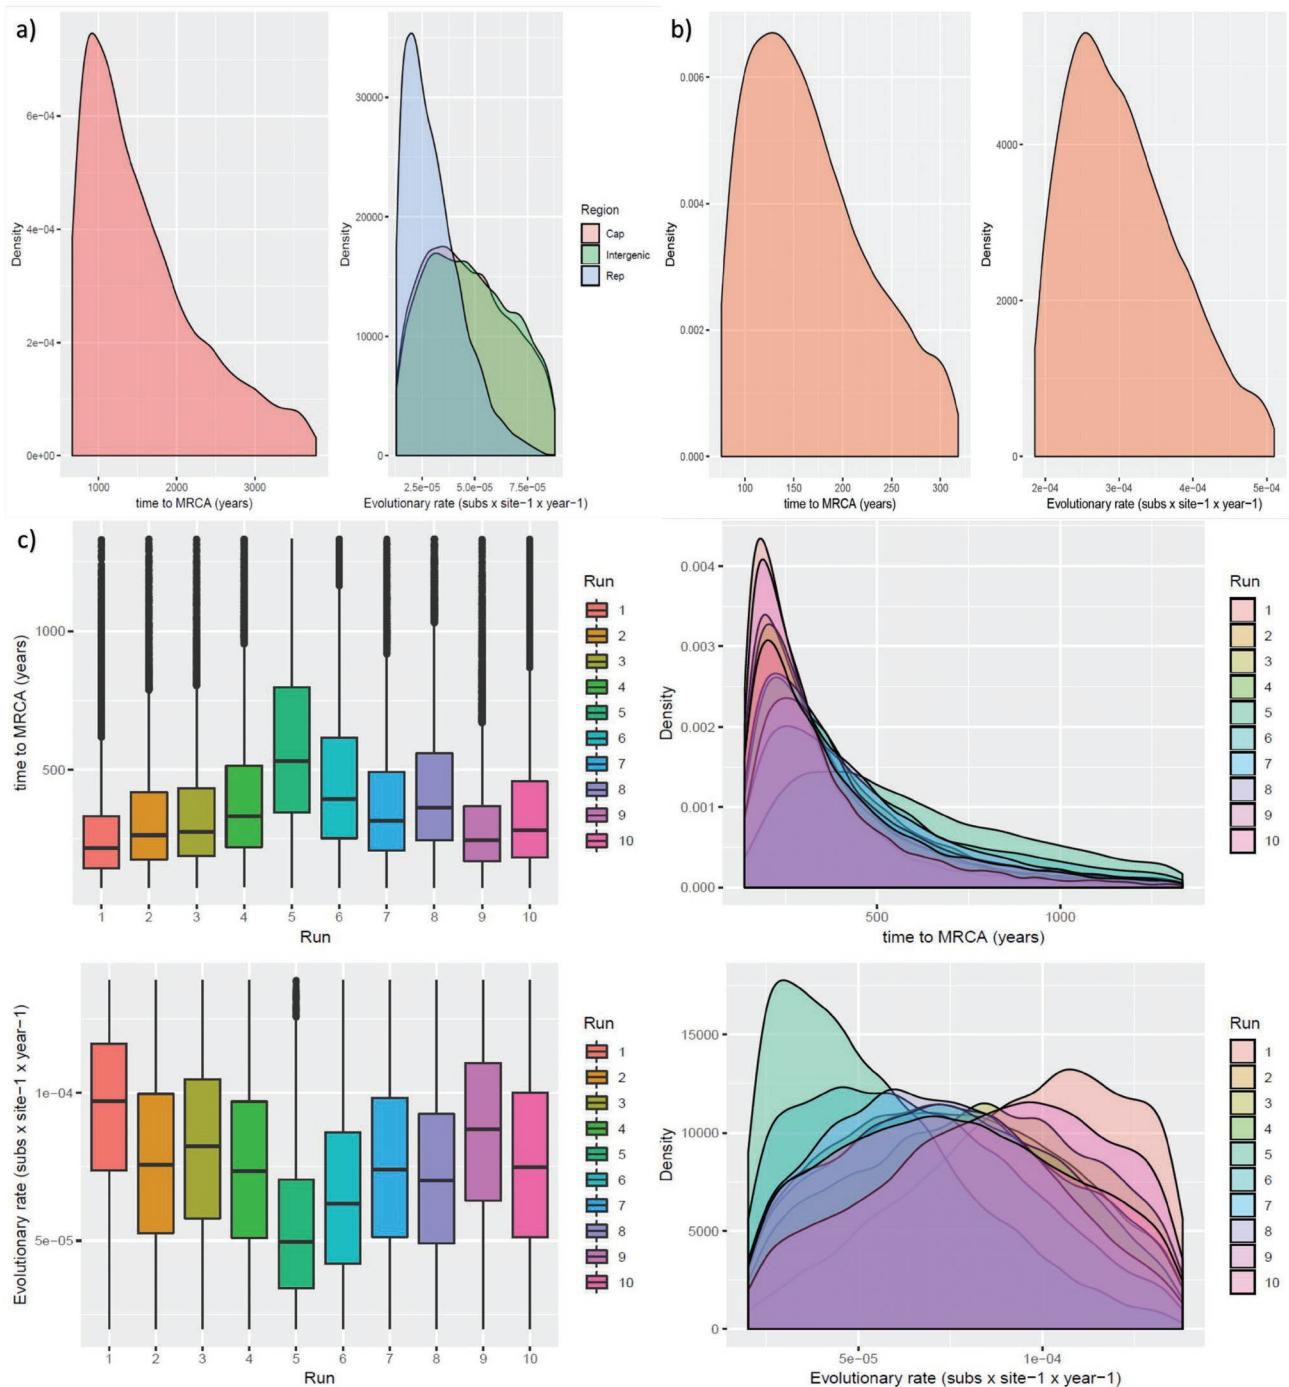 a)
6e-04
4e-04
2e-04
0e+00
Density
1000 2000 3000
time to MRCA (years)
30000
20000
10000
0
Density
2.5e-05 5.0e-05 7.5e-05
Evolutionary rate (subs x site-1 x year-1)
Region
Cap
Intergenic
Rep
b)
0.006
0.004
0.002
0.000
Density
100 150 200 250 300
time to MRCA (years)
4000
2000
0
Density
2e-04 3e-04 4e-04 5e-04
Evolutionary rate (subs x site-1 x year-1)
c)
1000
500
time to MRCA (years)
1 2 3 4 5 6 7 8 9 10
Run
Run
1
2
3
4
5
6
7
8
9
10
0.004
0.003
0.002
0.001
0.000
Density
500 1000
time to MRCA (years)
Run
1
2
3
4
5
6
7
8
9
10
1e-04
5e-05
Evolutionary rate (subs x site-1 x year-1)
1 2 3 4 5 6 7 8 9 10
Run
Run
1
2
3
4
5
6
7
8
9
10
15000
10000
5000
0
Density
5e-05 1e-04
Evolutionary rate (subs x site-1 x year-1)
Run
1
2
3
4
5
6
7
8
9
10